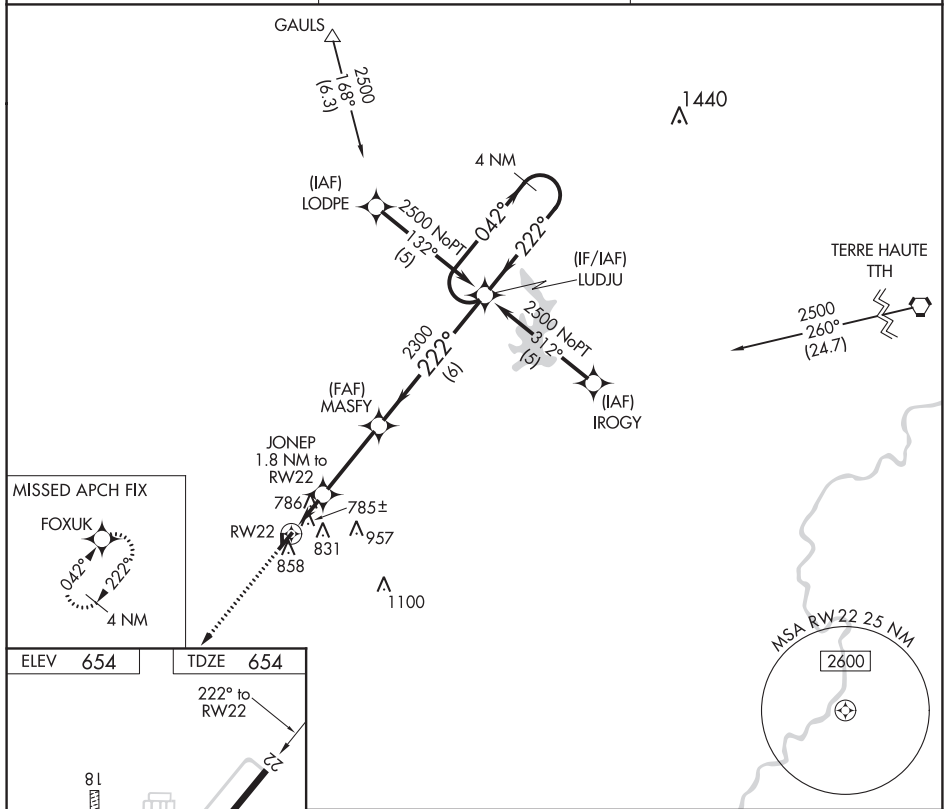 GAULS
2500
168°
(6.3)
1440
4 NM
(IAF)
LODPE
2500 NoPT
132°
(5)
042°
222°
(IF/IAF)
LUDJU
TERRE HAUTE
TTH
2500
260°
(24.7)
2500 NoPT
312°
(5)
(IAF)
IROGY
2300
222°
(6)
(FAF)
MASFY
JONEP
1.8 NM to
RW22
786
785±
RW22
831
957
858
1100
MISSED APCH FIX
FOXUK
042°
222°
4 NM
MSA RW22 25 NM
2600
ELEV 654
TDZE 654
222° to
RW22
22
18